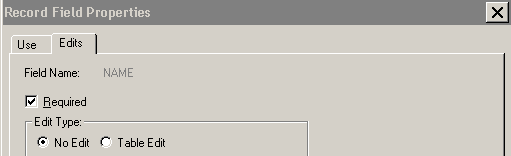 Record Field Properties
Use Edits
Field Name: NAME
Required
Edit Type:
No Edit Table Edit